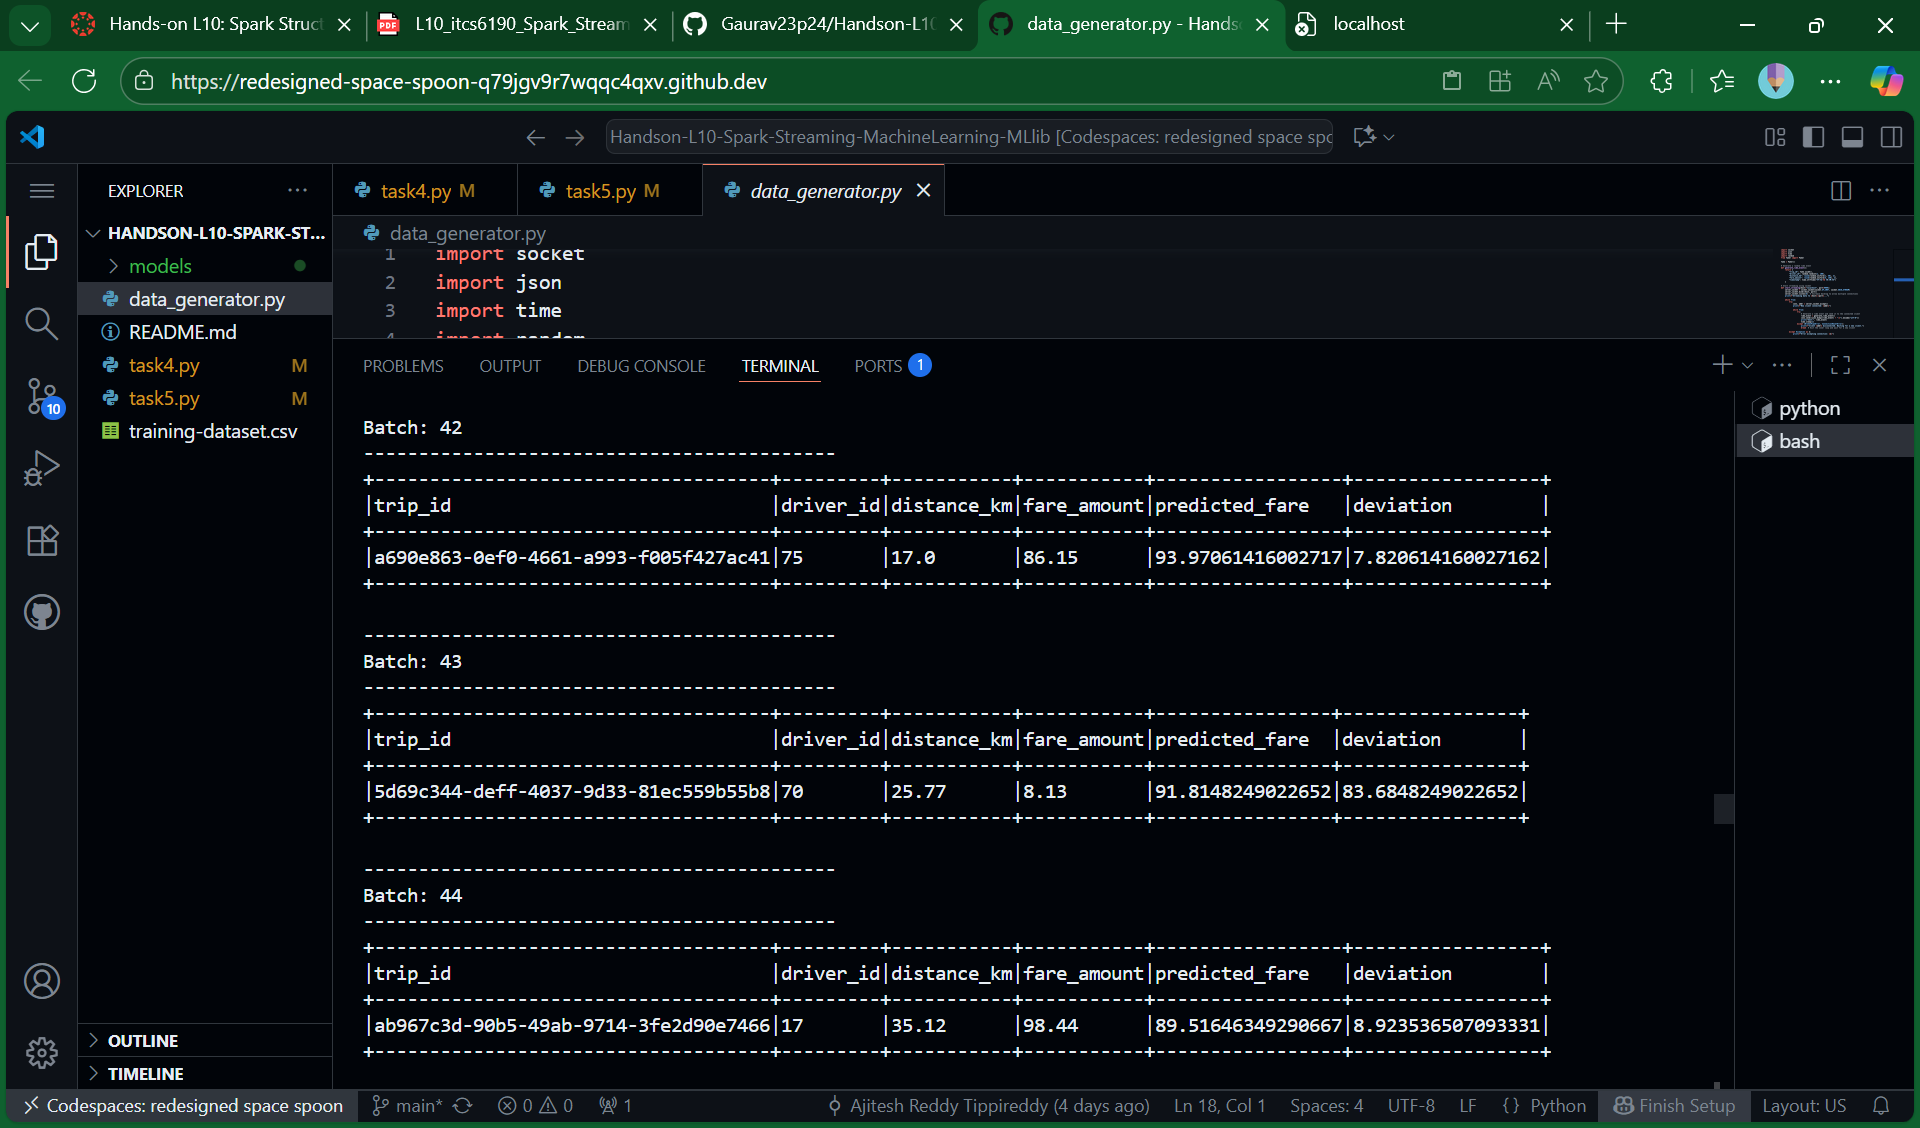 Hands-on L10: Spark Struct
L10_itcs6190_Spark_Stream
Gaurav23p24/Handson-L10
data_generator.py - Hands
localhost
https://redesigned-space-spoon-q79jgv9r7wqqc4qxv.github.dev
Handson-L10-Spark-Streaming-MachineLearning-MLlib [Codespaces: redesigned space spo
EXPLORER
HANDSON-L10-SPARK-ST...
models
data_generator.py
README.md
task4.py M
task5.py M
training-dataset.csv
OUTLINE
TIMELINE
10
task4.py M
task5.py M
data_generator.py
data_generator.py
1 import socket
2 import json
3 import time
4 import random
PROBLEMS
OUTPUT
DEBUG CONSOLE
TERMINAL
PORTS 1
python
bash
Batch: 42
-------------------------------------------
+------------------------------------+---------+-----------+-----------+-----------------+-----------------+
|trip_id                             |driver_id|distance_km|fare_amount|predicted_fare   |deviation        |
+------------------------------------+---------+-----------+-----------+-----------------+-----------------+
|a690e863-0ef0-4661-a993-f005f427ac41|75       |17.0       |86.15      |93.97061416002717|7.820614160027162|
+------------------------------------+---------+-----------+-----------+-----------------+-----------------+
-------------------------------------------
Batch: 43
-------------------------------------------
+------------------------------------+---------+-----------+-----------+----------------+----------------+
|trip_id                             |driver_id|distance_km|fare_amount|predicted_fare  |deviation       |
+------------------------------------+---------+-----------+-----------+----------------+----------------+
|5d69c344-deff-4037-9d33-81ec559b55b8|70       |25.77      |8.13       |91.8148249022652|83.6848249022652|
+------------------------------------+---------+-----------+-----------+----------------+----------------+
-------------------------------------------
Batch: 44
-------------------------------------------
+------------------------------------+---------+-----------+-----------+-----------------+-----------------+
|trip_id                             |driver_id|distance_km|fare_amount|predicted_fare   |deviation        |
+------------------------------------+---------+-----------+-----------+-----------------+-----------------+
|ab967c3d-90b5-49ab-9714-3fe2d90e7466|17       |35.12      |98.44      |89.51646349290667|8.923536507093331|
+------------------------------------+---------+-----------+-----------+-----------------+-----------------+
Codespaces: redesigned space spoon
main*
0 0
1
Ajitesh Reddy Tippireddy (4 days ago)
Ln 18, Col 1
Spaces: 4
UTF-8
LF
{} Python
Finish Setup
Layout: US